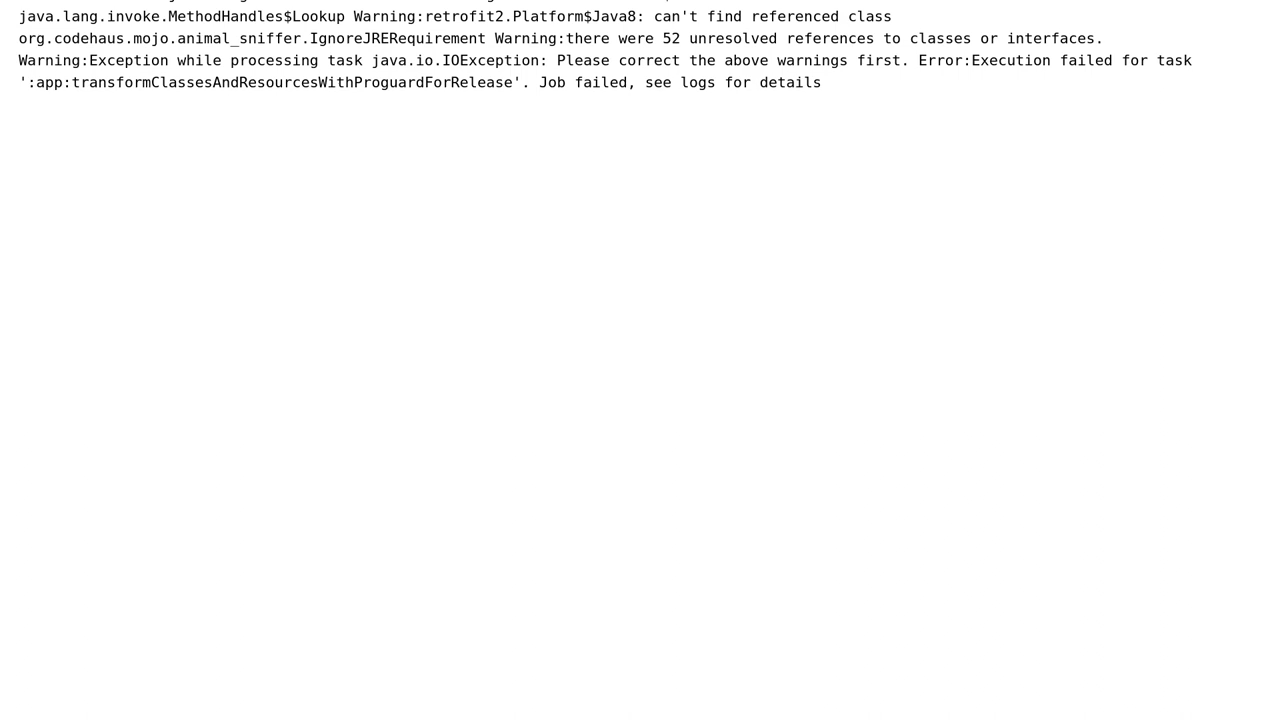 java.lang.invoke.MethodHandles$Lookup Warning:retrofit2.Platform$Java8: can't find referenced class
org.codehaus.mojo.animal_sniffer.IgnoreJRERequirement Warning:there were 52 unresolved references to classes or interfaces.
Warning:Exception while processing task java.io.IOException: Please correct the above warnings first. Error:Execution failed for task
':app:transformClassesAndResourcesWithProguardForRelease'. Job failed, see logs for details